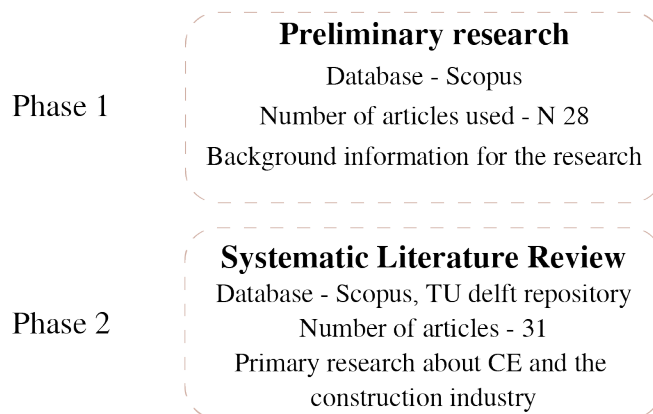 Preliminary research
Database - Scopus
Phase 1
Number of articles used - N 28
Background information for the research
Systematic Literature Review
Database - Scopus, TU delft repository
Phase 2
Number of articles - 31
Primary research about CE and the
construction industry